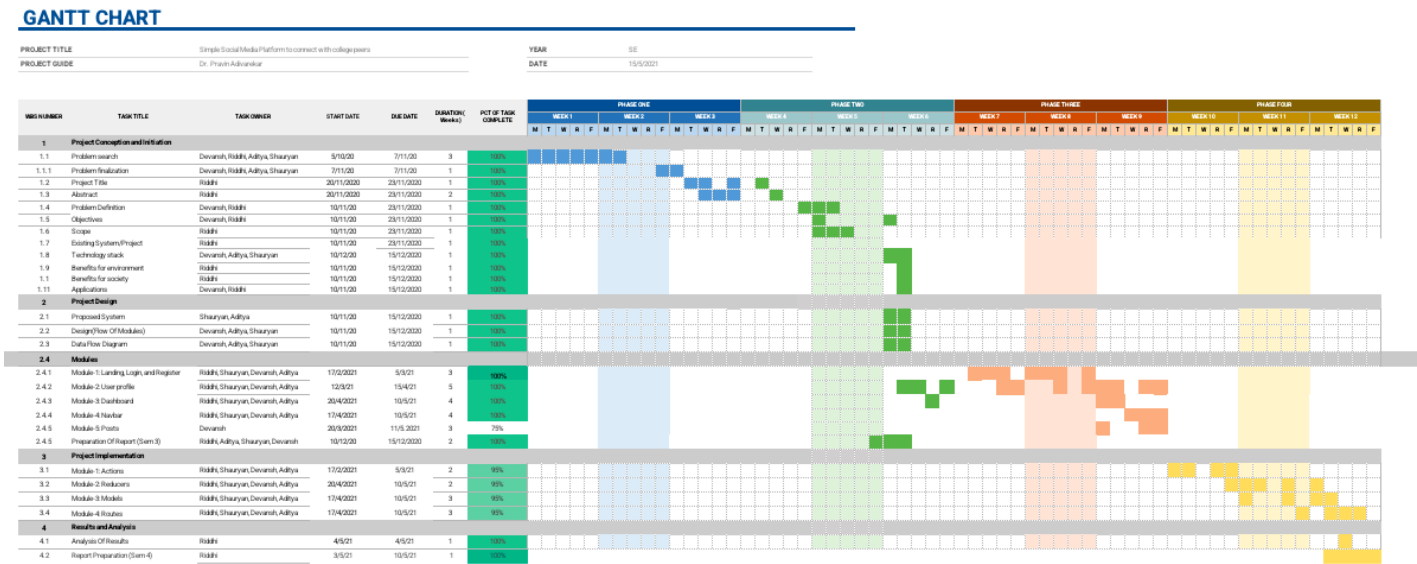 GANTT CHART
PROJECT TITLE Simple Social Media Platform to connect with college peers YEAR SE
PROJECT GUIDE Dr. Pravin Adivarekar DATE 15/5/2021
PHASE ONE PHASE TWO PHASE THREE PHASE FOUR
WBS NUMBER TASK TITLE TASK OWNER START DATE DUE DATE DURATION( Weeks) PCT OF TASK COMPLETE WEEK 1 WEEK 2 WEEK 3 WEEK 4 WEEK 5 WEEK 6 WEEK 7 WEEK 8 WEEK 9 WEEK 10 WEEK 11 WEEK 12
M T W R F M T W R F M T W R F M T W R F M T W R F M T W R F M T W R F M T W R F M T W R F M T W R F M T W R F M T W R F
1 Project Conception and Initiation
1.1 Problem search Devansh, Riddhi, Aditya, Shauryan 5/10/20 7/11/20 3 100%
1.1.1 Problem finalization Devansh, Riddhi, Aditya, Shauryan 7/11/20 7/11/20 1 100%
1.2 Project Title Riddhi 20/11/2020 23/11/2020 1 100%
1.3 Abstract Riddhi 20/11/2020 23/11/2020 2 100%
1.4 Problem Definition Devansh, Riddhi 10/11/20 23/11/2020 1 100%
1.5 Objectives Devansh, Riddhi 10/11/20 23/11/2020 1 100%
1.6 Scope Riddhi 10/11/20 23/11/2020 1 100%
1.7 Existing System/Project Riddhi 10/11/20 23/11/2020 1 100%
1.8 Technology stack Devansh, Aditya, Shauryan 10/12/20 15/12/2020 1 100%
1.9 Benefits for environment Riddhi 10/11/20 15/12/2020 1 100%
1.1 Benefits for society Riddhi 10/11/20 15/12/2020 1 100%
1.11 Applications Devansh, Riddhi 10/11/20 15/12/2020 1 100%
2 Project Design
2.1 Proposed System Shauryan, Aditya 10/11/20 15/12/2020 1 100%
2.2 Design(Flow Of Modules) Devansh, Aditya, Shauryan 10/11/20 15/12/2020 1 100%
2.3 Data Flow Diagram Devansh, Aditya, Shauryan 10/11/20 15/12/2020 1 100%
2.4 Modules
2.4.1 Module-1: Landing, Login, and Register Riddhi, Shauryan, Devansh, Aditya 17/2/2021 5/3/21 3 100%
2.4.2 Module-2: User profile Riddhi, Shauryan, Devansh, Aditya 12/3/21 15/4/21 5 100%
2.4.3 Module-3: Dashboard Riddhi, Shauryan, Devansh, Aditya 20/4/2021 10/5/21 4 100%
2.4.4 Module-4: Navbar Riddhi, Shauryan, Devansh, Aditya 17/4/2021 10/5/21 4 100%
2.4.5 Module-5: Posts Devansh 20/3/2021 11/5.2021 3 75%
2.4.5 Preparation Of Report (Sem 3) Riddhi, Aditya, Shauryan, Devansh 10/12/20 15/12/2020 2 100%
3 Project Implementation
3.1 Module-1: Actions Riddhi, Shauryan, Devansh, Aditya 17/2/2021 5/3/21 2 95%
3.2 Module-2: Reducers Riddhi, Shauryan, Devansh, Aditya 20/4/2021 10/5/21 2 95%
3.3 Module-3: Models Riddhi, Shauryan, Devansh, Aditya 17/4/2021 10/5/21 3 95%
3.4 Module-4: Routes Riddhi, Shauryan, Devansh, Aditya 17/4/2021 10/5/21 3 95%
4 Results and Analysis
4.1 Analysis Of Results Riddhi 4/5/21 4/5/21 1 100%
4.2 Report Preparation (Sem 4) Riddhi 3/5/21 10/5/21 1 100%